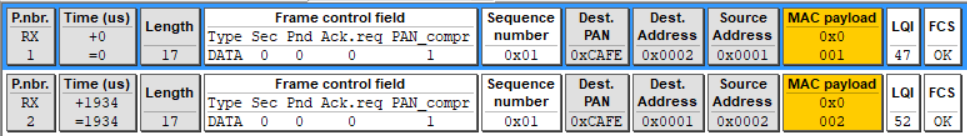 P.nbr. Time (us) Length Frame control field Sequence Dest. Dest. Source MAC payload LQI FCS
RX +0 Type Sec Pnd Ack.req PAN_compr number PAN Address Address 0x0
1 =0 17 DATA 0 0 0 1 0x01 0xCAFE 0x0002 0x0001 001 47 OK
P.nbr. Time (us) Length Frame control field Sequence Dest. Dest. Source MAC payload LQI FCS
RX +1934 Type Sec Pnd Ack.req PAN_compr number PAN Address Address 0x0
2 =1934 17 DATA 0 0 0 1 0x01 0xCAFE 0x0001 0x0002 002 52 OK